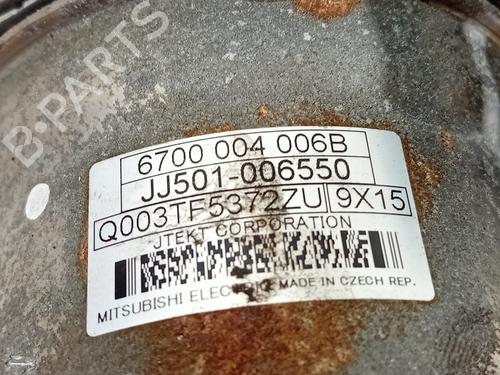 B-PARTS
6700 004 006B
JJ501-006550
Q003TF5372ZU 9X15
JTEKT CORPORATION
MITSUBISHI ELECTRIC MADE IN CZECH REP.